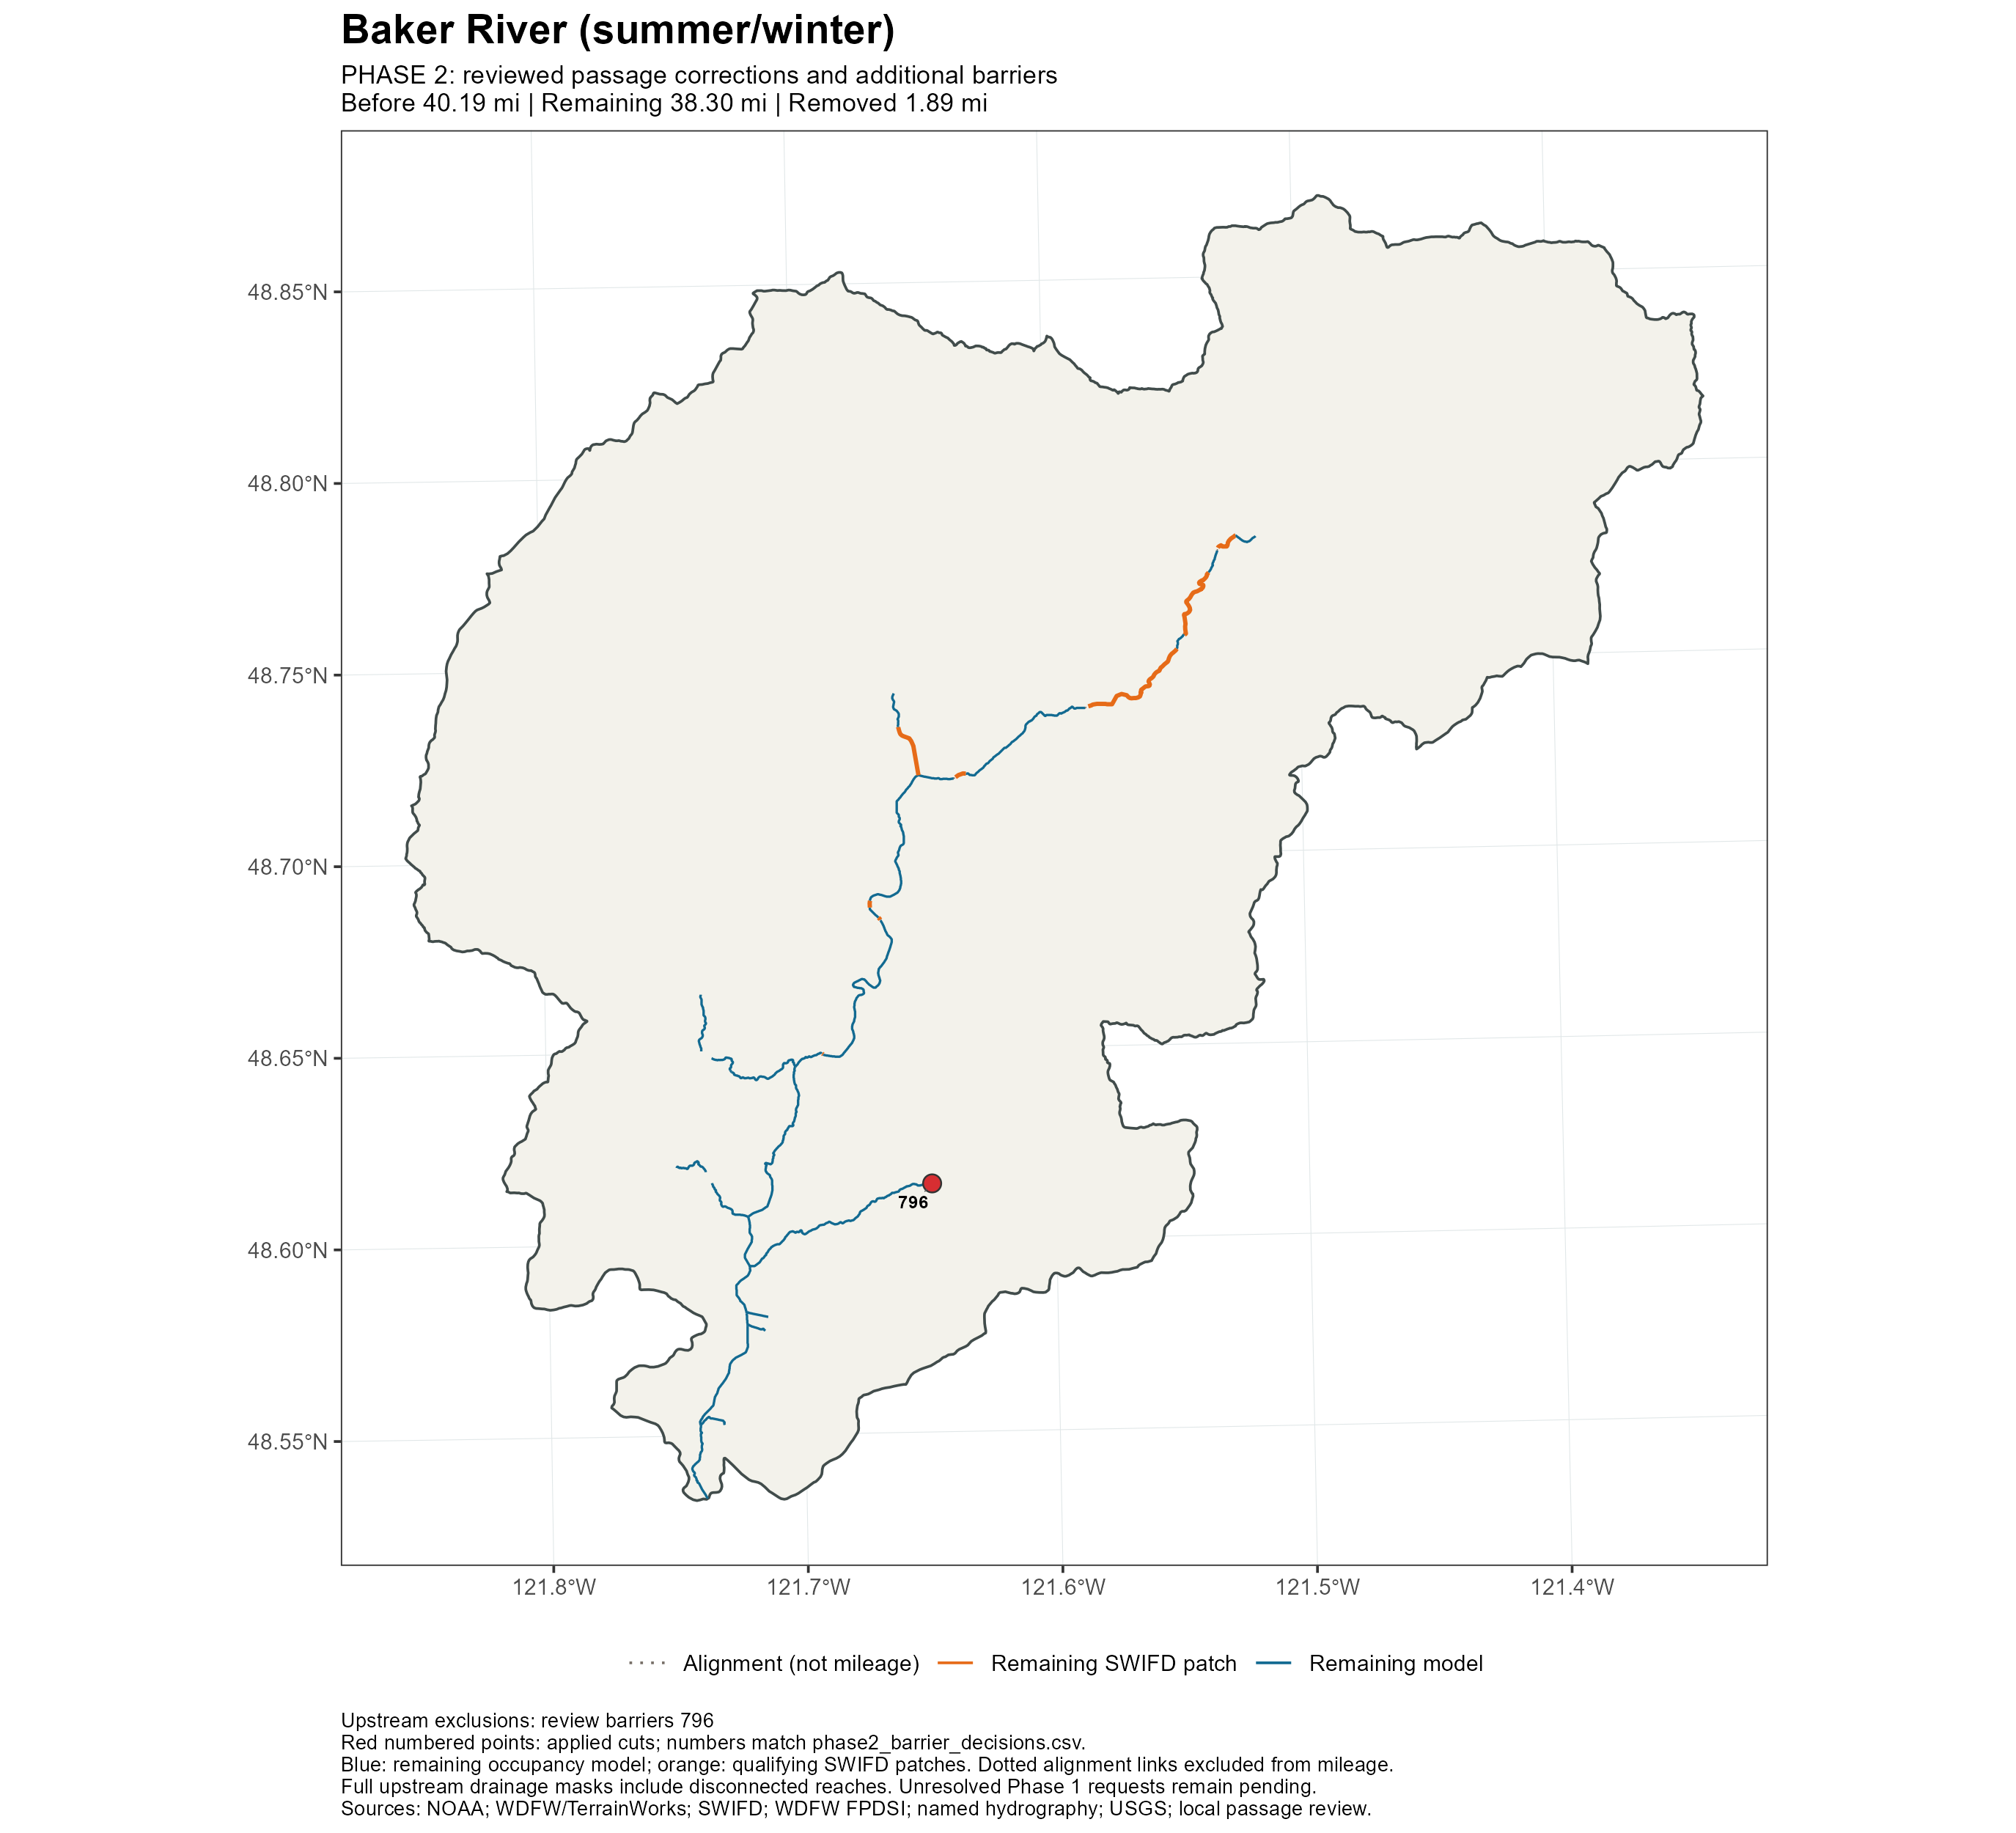 Baker River (summer/winter)
PHASE 2: reviewed passage corrections and additional barriers
Before 40.19 mi | Remaining 38.30 mi | Removed 1.89 mi
48.85°N
48.80°N
48.75°N
48.70°N
48.65°N
48.60°N
48.55°N
796
121.8°W 121.7°W 121.6°W 121.5°W 121.4°W
Alignment (not mileage) Remaining SWIFD patch Remaining model
Upstream exclusions: review barriers 796
Red numbered points: applied cuts; numbers match phase2_barrier_decisions.csv.
Blue: remaining occupancy model; orange: qualifying SWIFD patches. Dotted alignment links excluded from mileage.
Full upstream drainage masks include disconnected reaches. Unresolved Phase 1 requests remain pending.
Sources: NOAA; WDFW/TerrainWorks; SWIFD; WDFW FPDSI; named hydrography; USGS; local passage review.